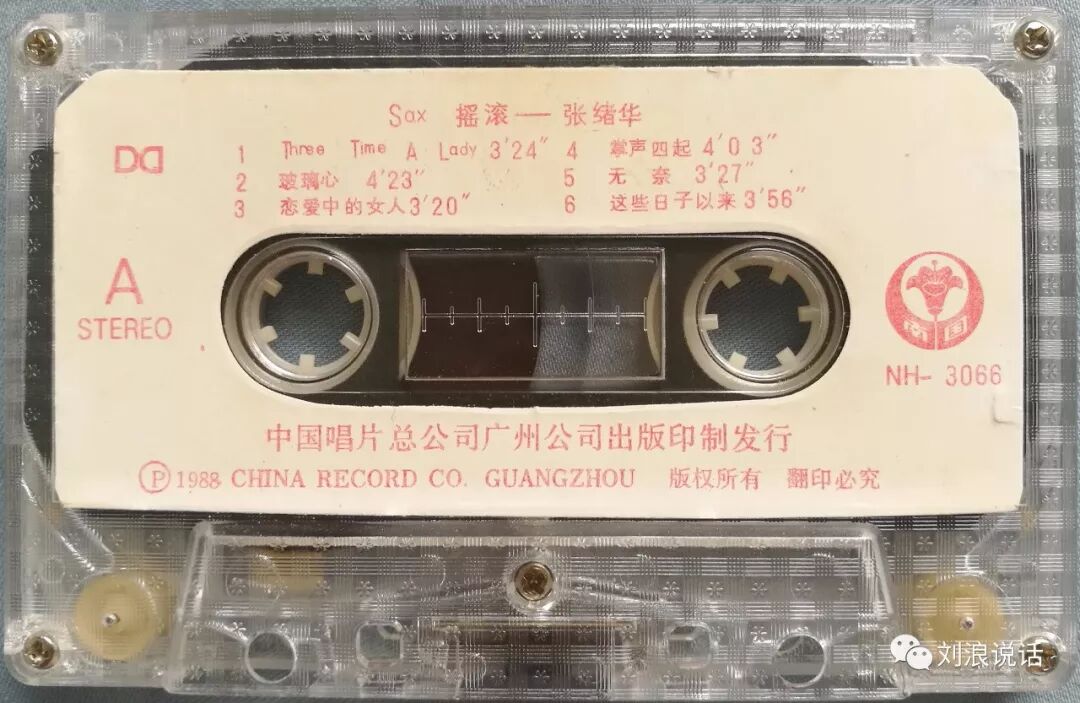 Sax 摇滚——张绪华
1 Three Time A Lady 3′24″ 4 掌声四起 4′03″
2 玻璃心 4′23″ 5 无奈 3′27″
3 恋爱中的女人3′20″ 6 这些日子以来 3′56″
A
STEREO
NH- 3066
中国唱片总公司广州公司出版印制发行
Ⓟ1988 CHINA RECORD CO. GUANGZHOU 版权所有 翻印必究
刘浪说话